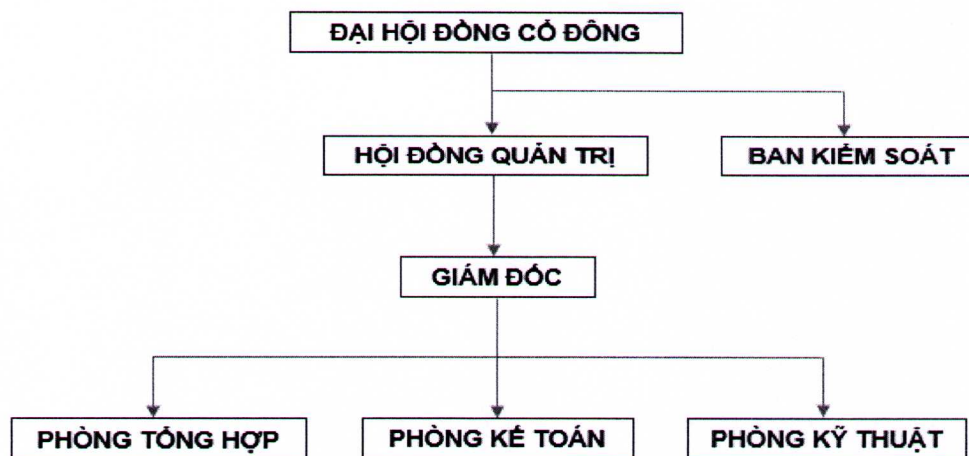 ĐẠI HỘI ĐỒNG CỔ ĐÔNG
HỘI ĐỒNG QUẢN TRỊ
BAN KIỂM SOÁT
GIÁM ĐỐC
PHÒNG TỔNG HỢP
PHÒNG KẾ TOÁN
PHÒNG KỸ THUẬT